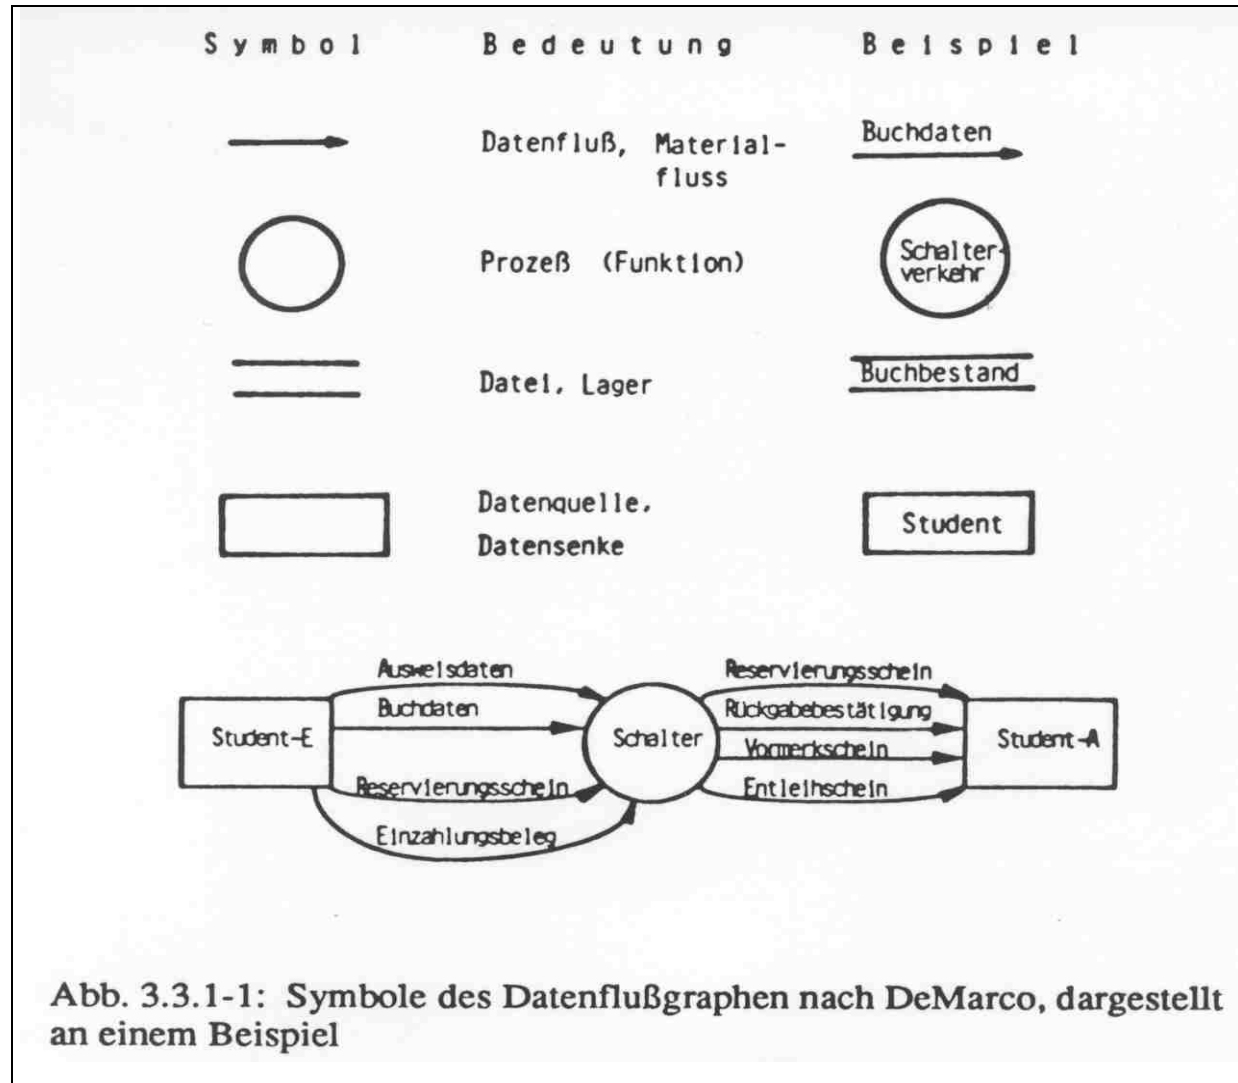 Symbol Bedeutung Beispiel
Datenfluß, Material-
fluss
Buchdaten
Prozeß (Funktion)
Schalter-
verkehr
Datei, Lager
Buchbestand
Datenquelle,
Datensenke
Student
Ausweisdaten
Reservierungsschein
Buchdaten
Rückgabebestätigung
Student-E
Schalter
Student-A
Vormerkschein
Reservierungsschein
Entleihschein
Einzahlungsbeleg
Abb. 3.3.1-1: Symbole des Datenflußgraphen nach DeMarco, dargestellt
an einem Beispiel